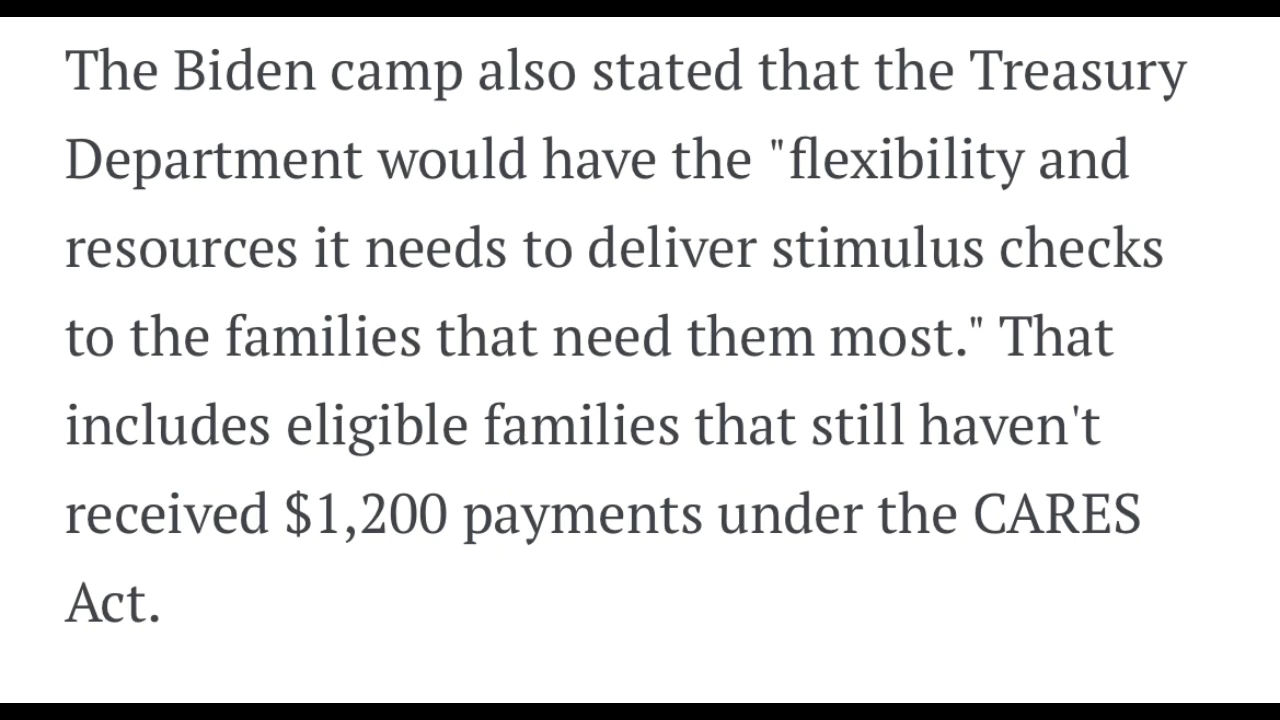 The Biden camp also stated that the Treasury
Department would have the "flexibility and
resources it needs to deliver stimulus checks
to the families that need them most." That
includes eligible families that still haven't
received $1,200 payments under the CARES
Act.